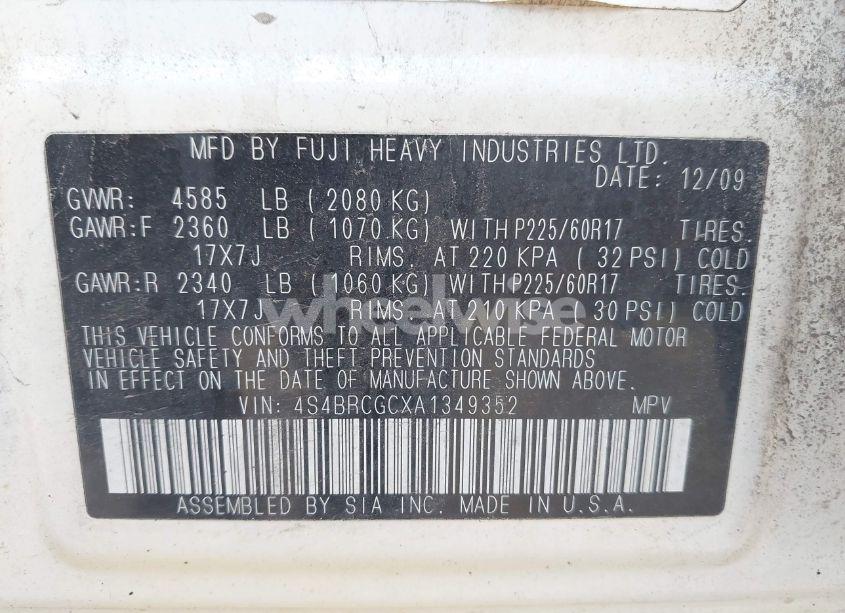 MFD BY FUJI HEAVY INDUSTRIES LTD.
DATE: 12/09
GVWR: 4585 LB ( 2080 KG)
GAWR:F 2360 LB ( 1070 KG) WITH P225/60R17 TIRES.
17X7J RIMS. AT 220 KPA ( 32 PSI) COLD
GAWR:R 2340 LB ( 1060 KG) WITH P225/60R17 TIRES.
17X7J RIMS. AT 210 KPA ( 30 PSI) COLD
wheelwise
THIS VEHICLE CONFORMS TO ALL APPLICABLE FEDERAL MOTOR
VEHICLE SAFETY AND THEFT PREVENTION STANDARDS
IN EFFECT ON THE DATE OF MANUFACTURE SHOWN ABOVE.
VIN: 4S4BRCGCXA1349352 MPV
ASSEMBLED BY SIA INC. MADE IN U.S.A.